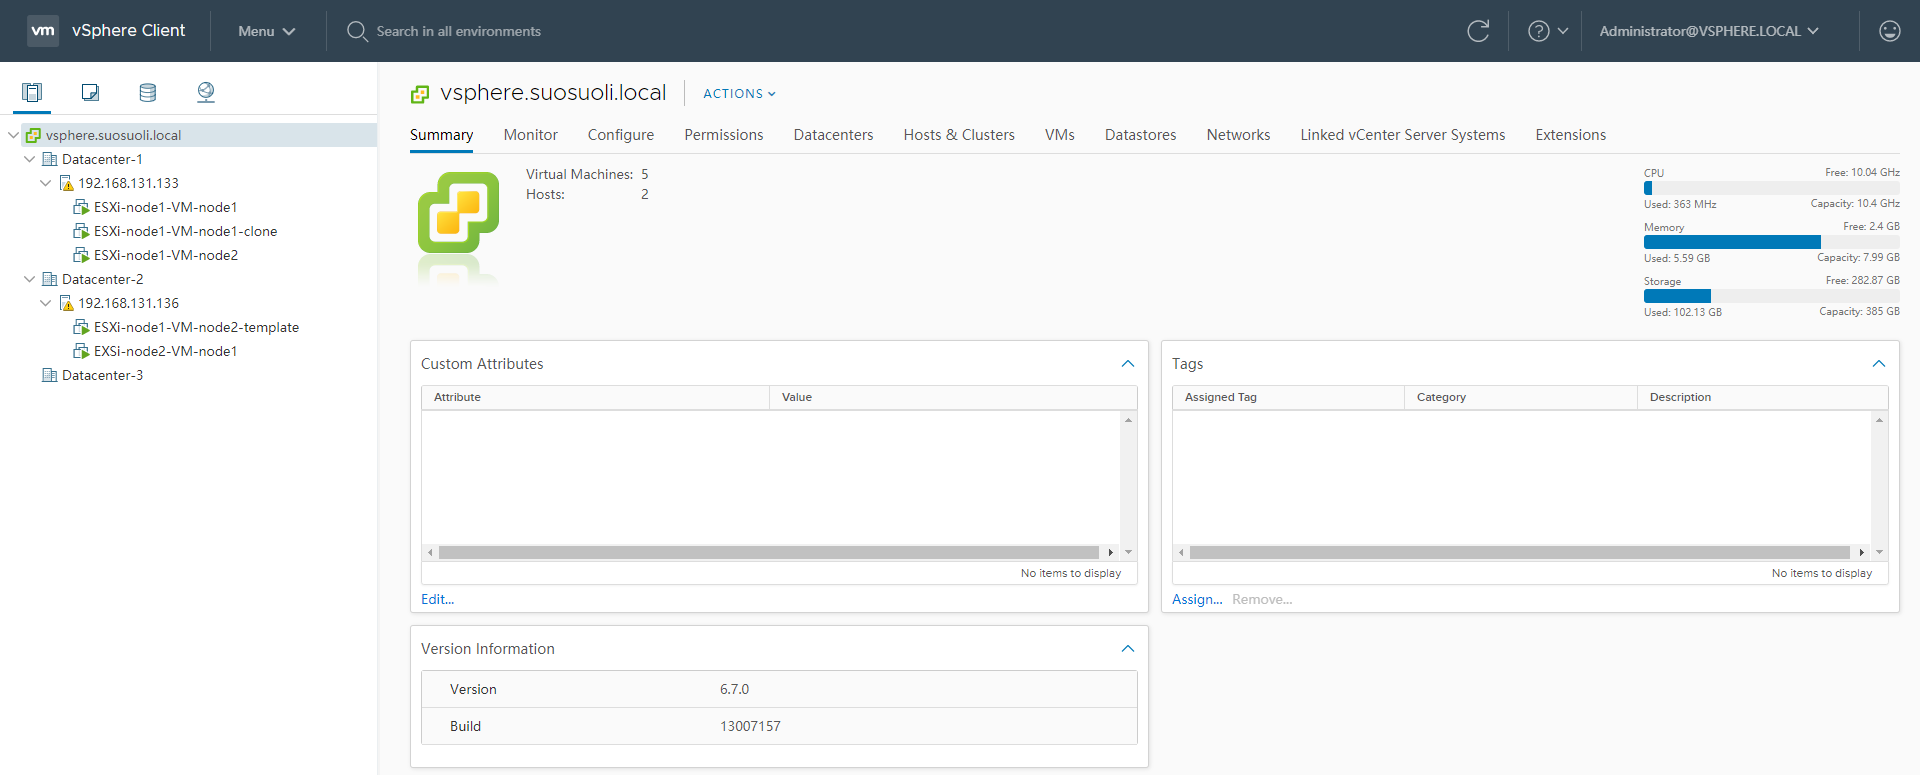 vm vSphere Client Menu Search in all environments Administrator@VSPHERE.LOCAL
vsphere.suosuoli.local
Datacenter-1
192.168.131.133
ESXi-node1-VM-node1
ESXi-node1-VM-node1-clone
ESXi-node1-VM-node2
Datacenter-2
192.168.131.136
ESXi-node1-VM-node2-template
EXSi-node2-VM-node1
Datacenter-3
vsphere.suosuoli.local ACTIONS
Summary Monitor Configure Permissions Datacenters Hosts & Clusters VMs Datastores Networks Linked vCenter Server Systems Extensions
Virtual Machines: 5
Hosts: 2
CPU Free: 10.04 GHz
Used: 363 MHz Capacity: 10.4 GHz
Memory Free: 2.4 GB
Used: 5.59 GB Capacity: 7.99 GB
Storage Free: 282.87 GB
Used: 102.13 GB Capacity: 385 GB
Custom Attributes
Attribute Value
No items to display
Edit...
Tags
Assigned Tag Category Description
No items to display
Assign... Remove...
Version Information
Version 6.7.0
Build 13007157